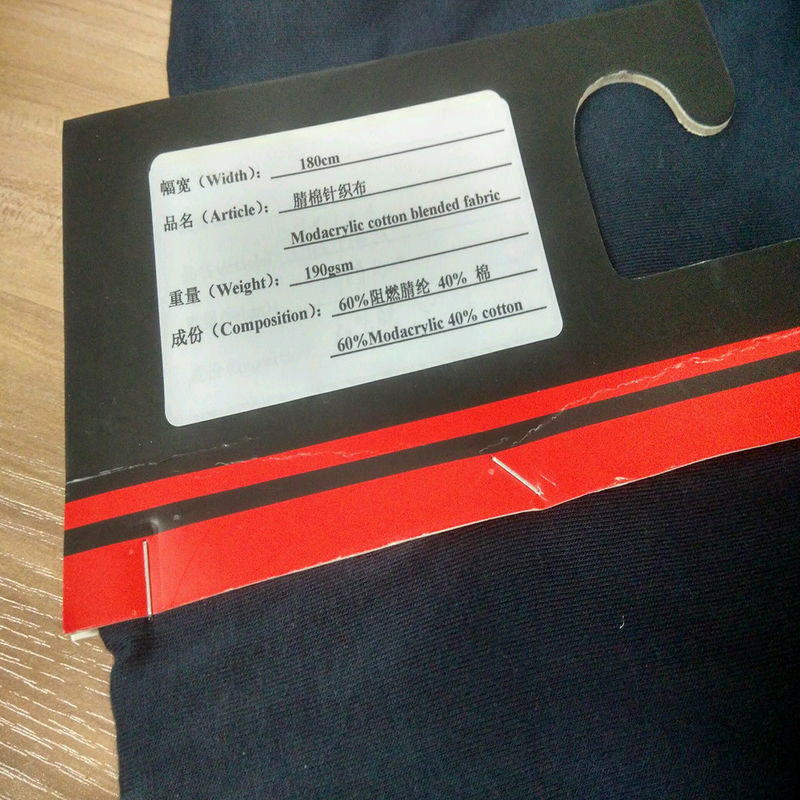 幅宽（Width）： 180cm
品名（Article）： 腈棉针织布
Modacrylic cotton blended fabric
重量（Weight）： 190gsm
成份（Composition）： 60%阻燃腈纶 40% 棉
60%Modacrylic 40% cotton